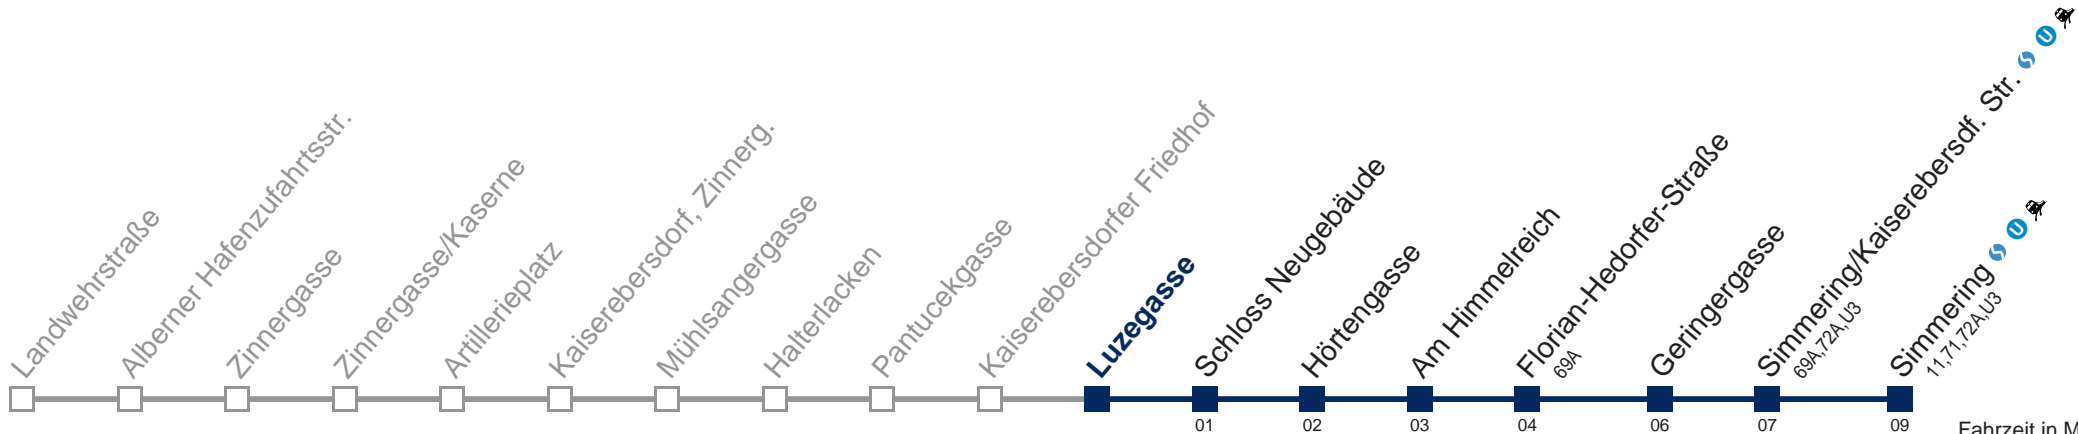 Landwehrstraße
Alberner Hafenzufahrtsstr.
Zinnergasse
Zinnergasse/Kaserne
Artillerieplatz
Kaiserebersdorf, Zinnerg.
Mühlsangergasse
Halterlacken
Pantucekgasse
Kaiserebersdorfer Friedhof
Luzegasse
Schloss Neugebäude
Hörtengasse
Am Himmelreich
Florian-Hedorfer-Straße
69A
Geringergasse
Simmering/Kaiserebersdf. Str. S U
69A,72A,U3
Simmering S U
11,71,72A,U3
01 02 03 04 06 07 09
Fahrzeit in M